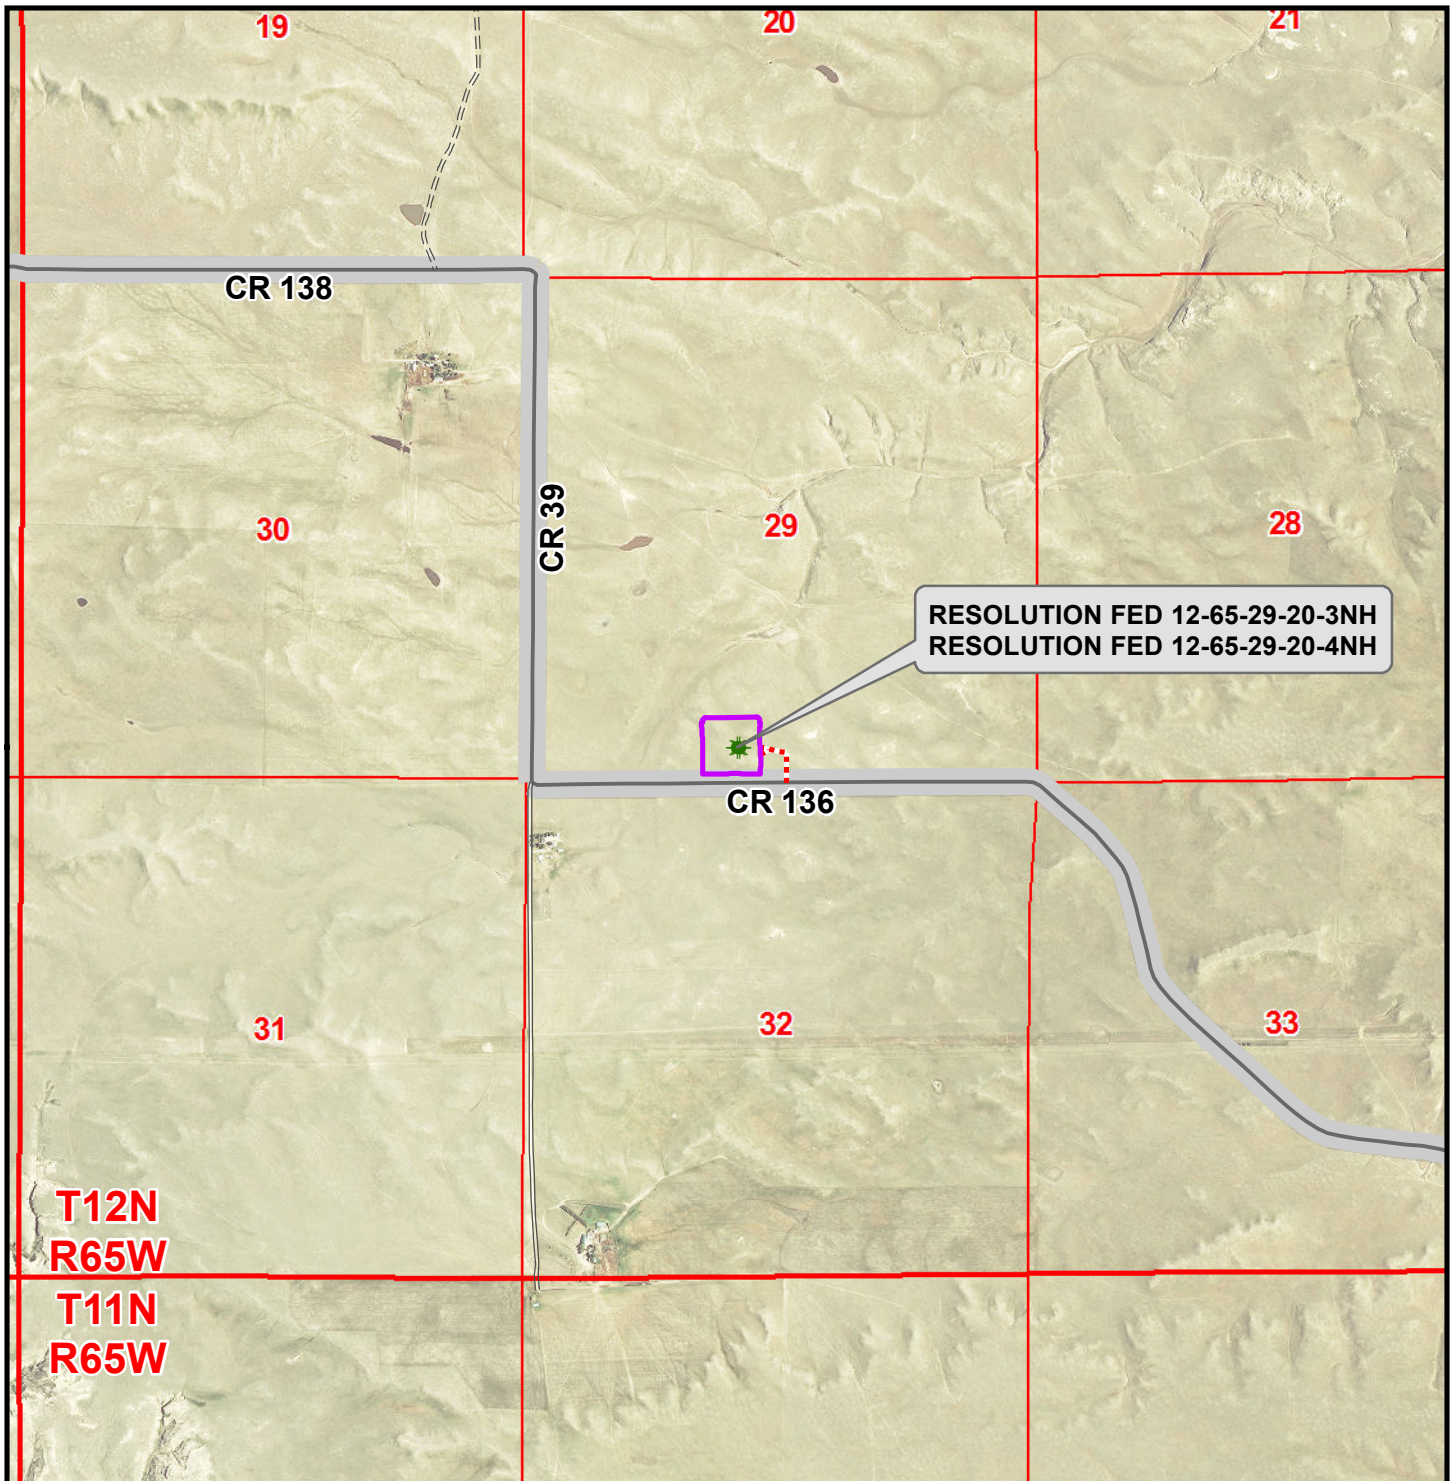 19
20
21
CR 138
30
CR 39
29
28
RESOLUTION FED 12-65-29-20-3NH
RESOLUTION FED 12-65-29-20-4NH
CR 136
31
32
33
T12N
R65W
T11N
R65W